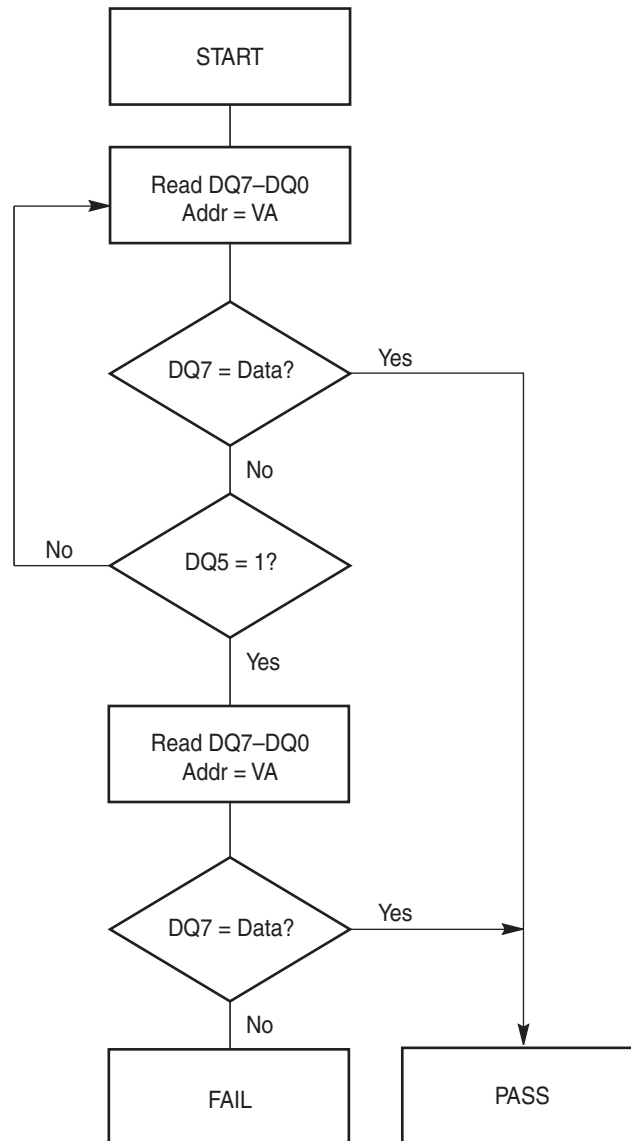 START
Read DQ7–DQ0
Addr = VA
DQ7 = Data?
Yes
No
No
DQ5 = 1?
Yes
Read DQ7–DQ0
Addr = VA
DQ7 = Data?
Yes
No
FAIL
PASS